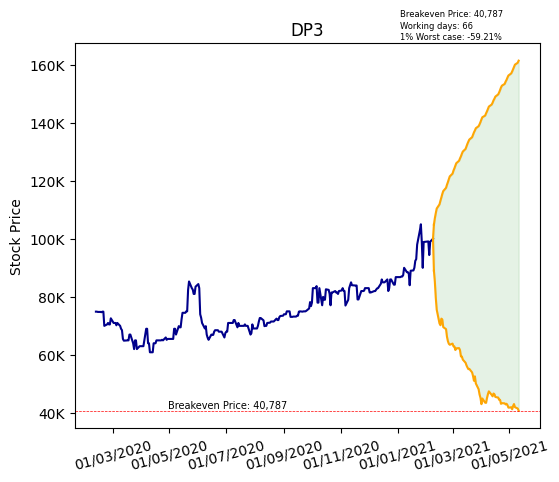 Breakeven Price: 40,787
Working days: 66
1% Worst case: -59.21%
DP3
Stock Price
160K
140K
120K
100K
80K
60K
40K
Breakeven Price: 40,787
01/03/2020
01/05/2020
01/07/2020
01/09/2020
01/11/2020
01/01/2021
01/03/2021
01/05/2021